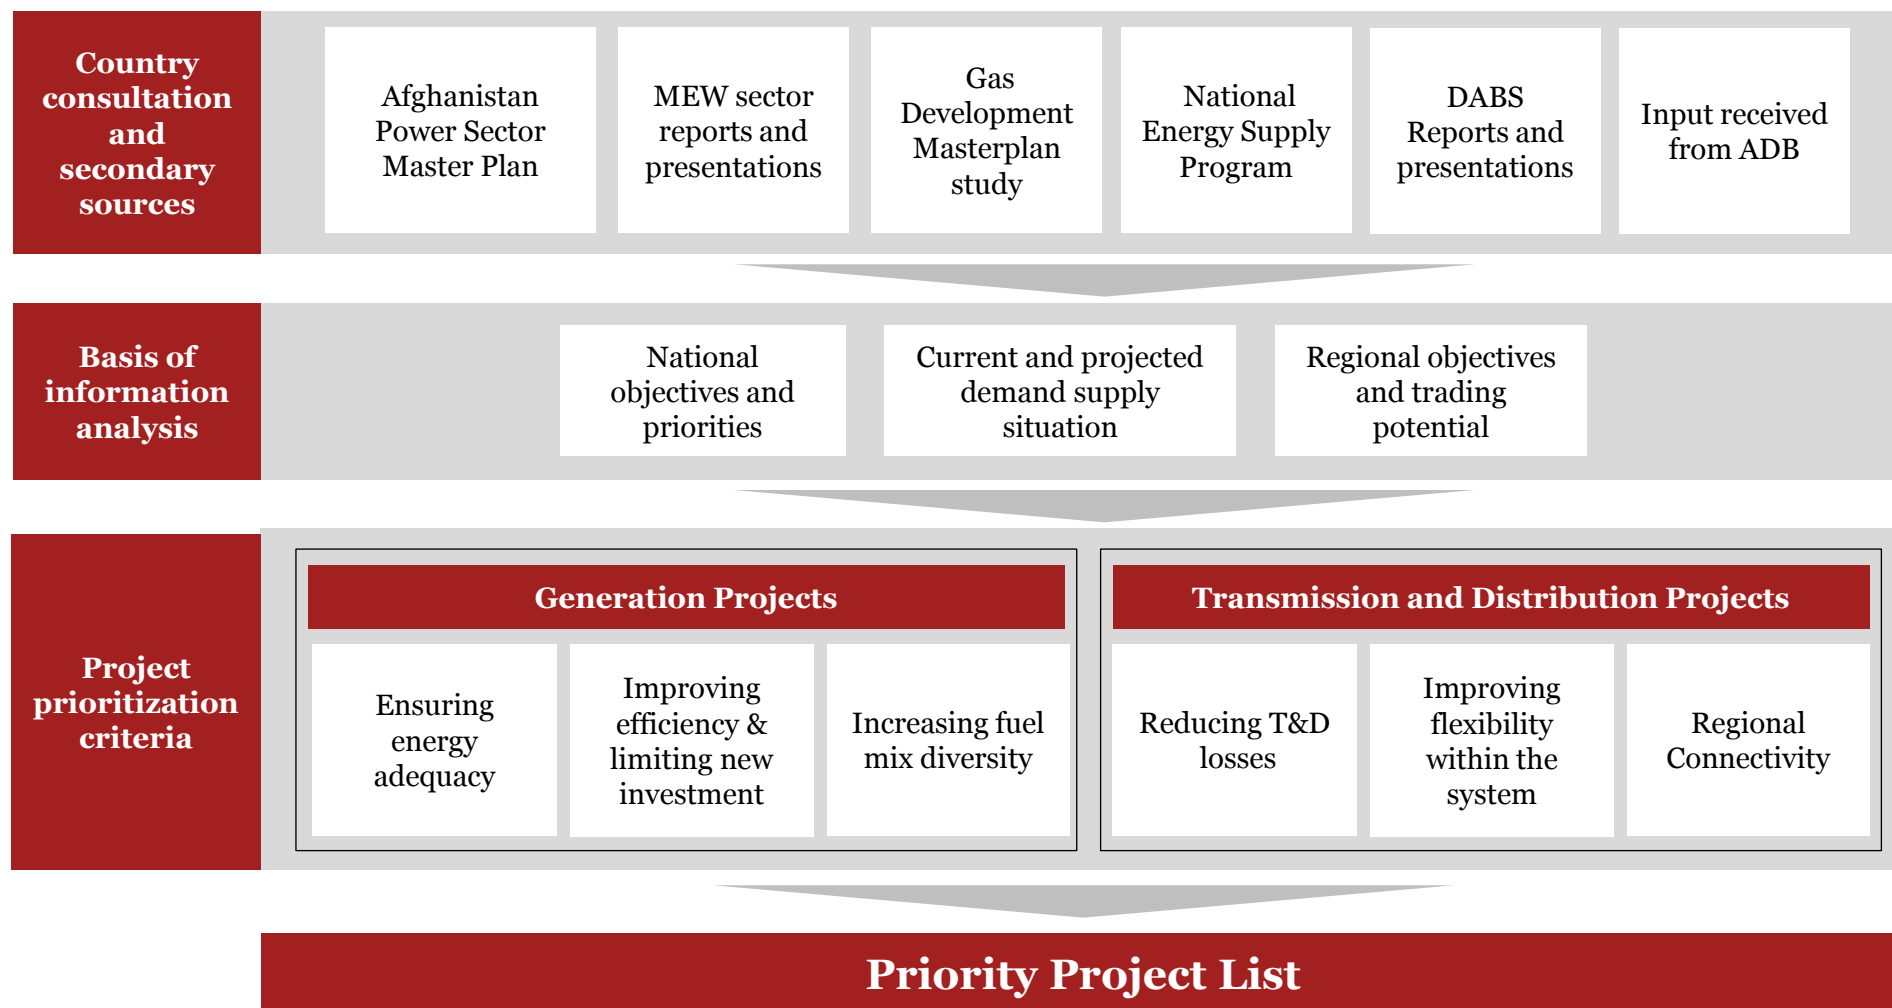 Country
consultation
and
secondary
sources
Afghanistan
Power Sector
Master Plan
MEW sector
reports and
presentations
Gas
Development
Masterplan
study
National
Energy Supply
Program
DABS
Reports and
presentations
Input received
from ADB
Basis of
information
analysis
National
objectives and
priorities
Current and projected
demand supply
situation
Regional objectives
and trading
potential
Project
prioritization
criteria
Generation Projects
Ensuring
energy
adequacy
Improving
efficiency &
limiting new
investment
Increasing fuel
mix diversity
Transmission and Distribution Projects
Reducing T&D
losses
Improving
flexibility
within the
system
Regional
Connectivity
Priority Project List